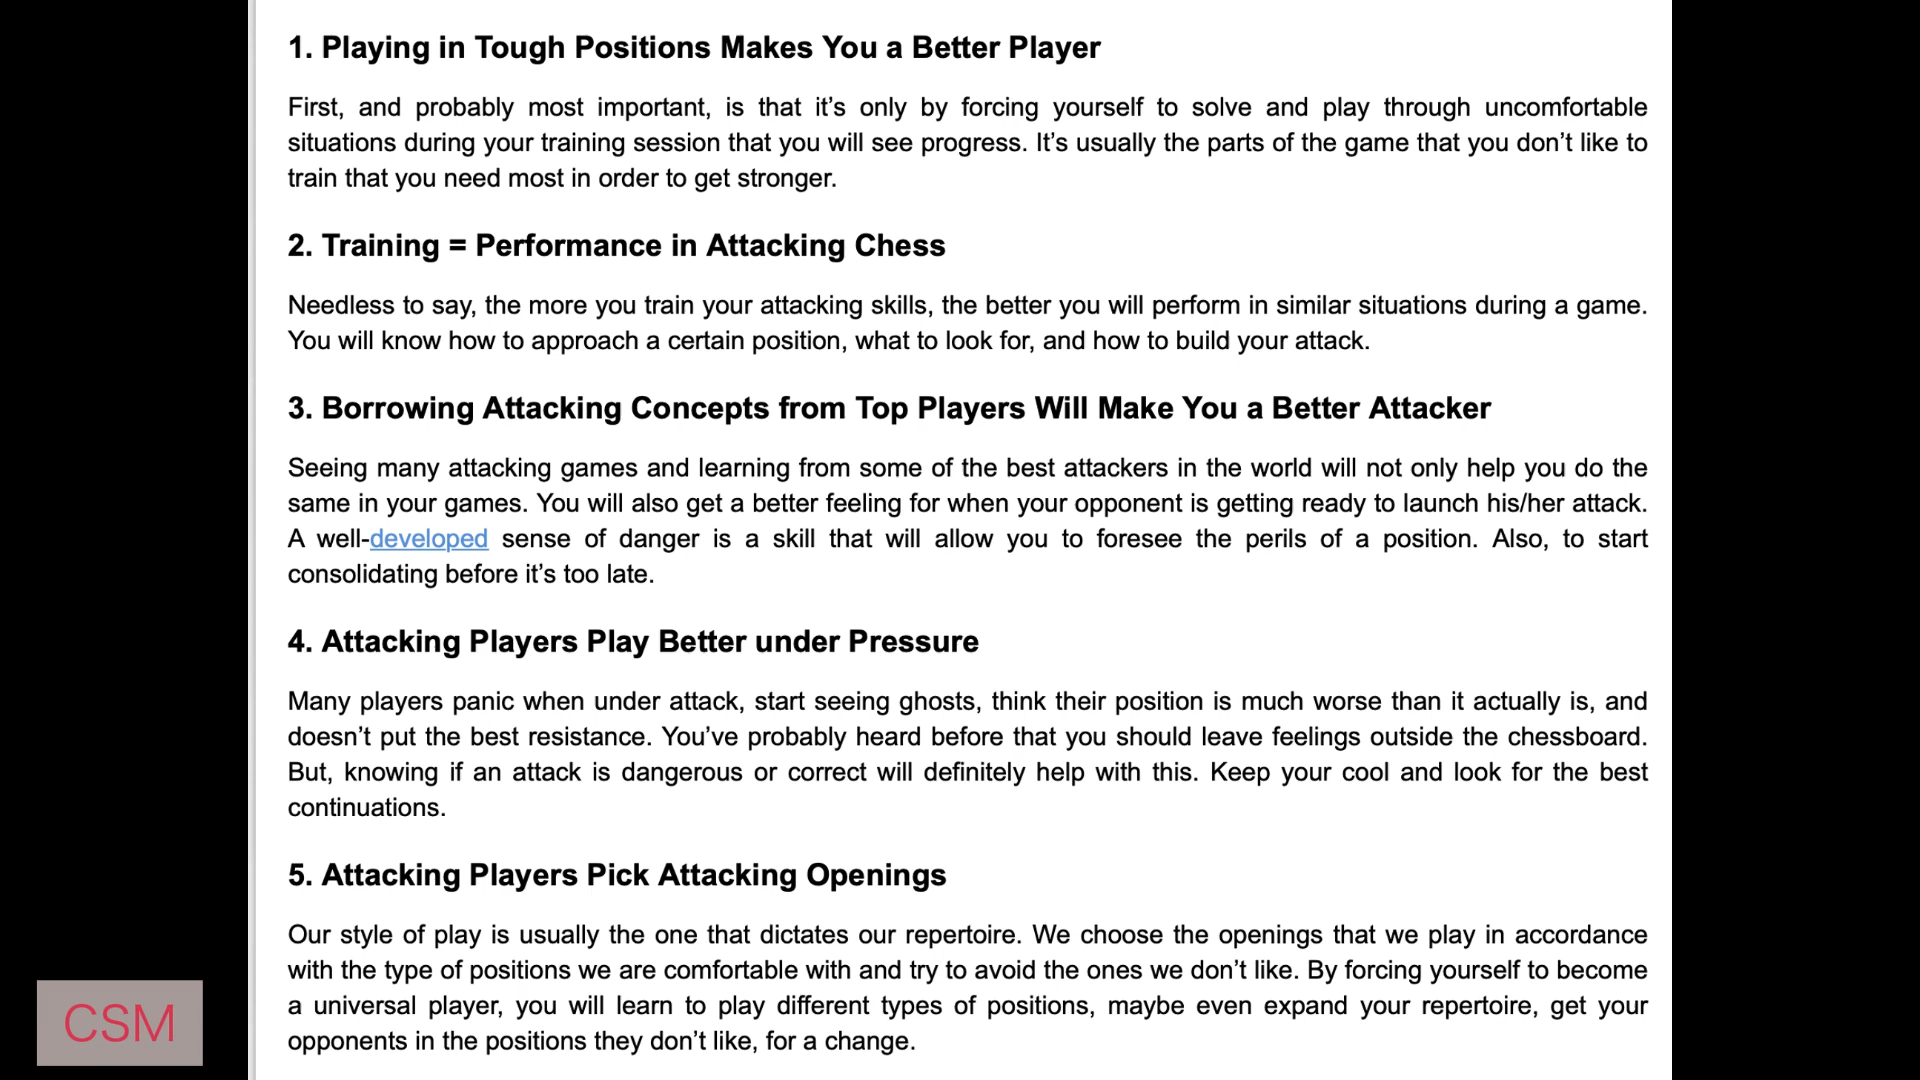 1. Playing in Tough Positions Makes You a Better Player
First, and probably most important, is that it’s only by forcing yourself to solve and play through uncomfortable
situations during your training session that you will see progress. It’s usually the parts of the game that you don’t like to
train that you need most in order to get stronger.
2. Training = Performance in Attacking Chess
Needless to say, the more you train your attacking skills, the better you will perform in similar situations during a game.
You will know how to approach a certain position, what to look for, and how to build your attack.
3. Borrowing Attacking Concepts from Top Players Will Make You a Better Attacker
Seeing many attacking games and learning from some of the best attackers in the world will not only help you do the
same in your games. You will also get a better feeling for when your opponent is getting ready to launch his/her attack.
A well-developed sense of danger is a skill that will allow you to foresee the perils of a position. Also, to start
consolidating before it’s too late.
4. Attacking Players Play Better under Pressure
Many players panic when under attack, start seeing ghosts, think their position is much worse than it actually is, and
doesn’t put the best resistance. You’ve probably heard before that you should leave feelings outside the chessboard.
But, knowing if an attack is dangerous or correct will definitely help with this. Keep your cool and look for the best
continuations.
5. Attacking Players Pick Attacking Openings
Our style of play is usually the one that dictates our repertoire. We choose the openings that we play in accordance
with the type of positions we are comfortable with and try to avoid the ones we don’t like. By forcing yourself to become
a universal player, you will learn to play different types of positions, maybe even expand your repertoire, get your
opponents in the positions they don’t like, for a change.
CSM